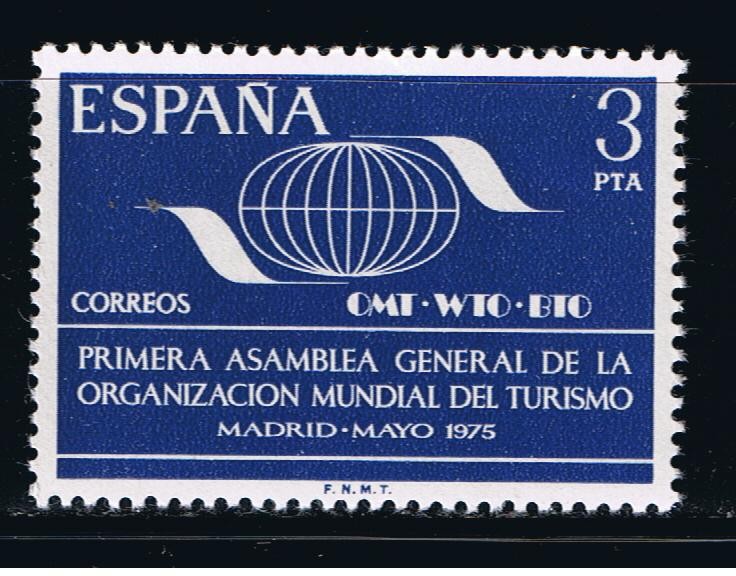 ESPAÑA
3
PTA
CORREOS
OMT·WTO·BTO
PRIMERA ASAMBLEA GENERAL DE LA
ORGANIZACION MUNDIAL DEL TURISMO
MADRID·MAYO 1975
F. N. M. T.